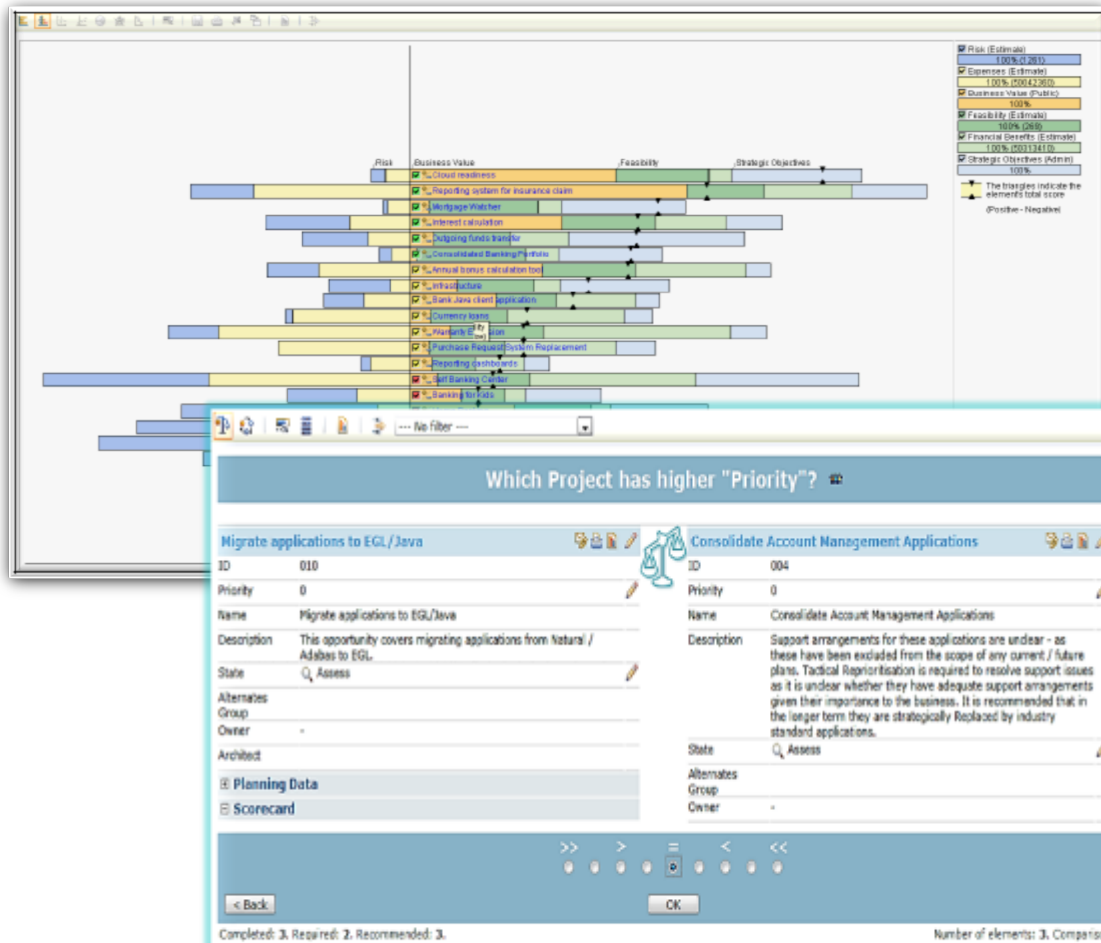 Risk (Estimate)
100% (1261)
Expenses (Estimate)
100% (50042360)
Business Value (Public)
100%
Feasibility (Estimate)
100% (269)
Financial Benefits (Estimate)
100% (50313410)
Strategic Objectives (Admin)
100%
The triangles indicate the
element's total score
(Positive - Negative)
Risk Business Value Feasibility Strategic Objectives
Cloud readiness
Reporting system for insurance claim
Mortgage Watcher
Interest calculation
Outgoing funds transfer
Consolidated Banking Portfolio
Annual bonus calculation tool
Infrastructure
Bank Java client application
Currency loans
Warranty
Purchase Request System Replacement
Reporting dashboards
Self Banking Center
Banking for Kids
--- No filter ---
Which Project has higher "Priority"?
Migrate applications to EGL/Java
ID 010
Priority 0
Name Migrate applications to EGL/Java
Description This opportunity covers migrating applications from Natural /
Adabas to EGL.
State Assess
Alternates
Group
Owner -
Architect
Planning Data
Scorecard
Consolidate Account Management Applications
ID 004
Priority 0
Name Consolidate Account Management Applications
Description Support arrangements for these applications are unclear - as
these have been excluded from the scope of any current / future
plans. Tactical Reprioritisation is required to resolve support issues
as it is unclear whether they have adequate support arrangements
given their importance to the business. It is recommended that in
the longer term they are strategically Replaced by industry
standard applications.
State Assess
Alternates
Group
Owner -
>> > = < <<
< Back OK
Completed: 3. Required: 2. Recommended: 3. Number of elements: 3.